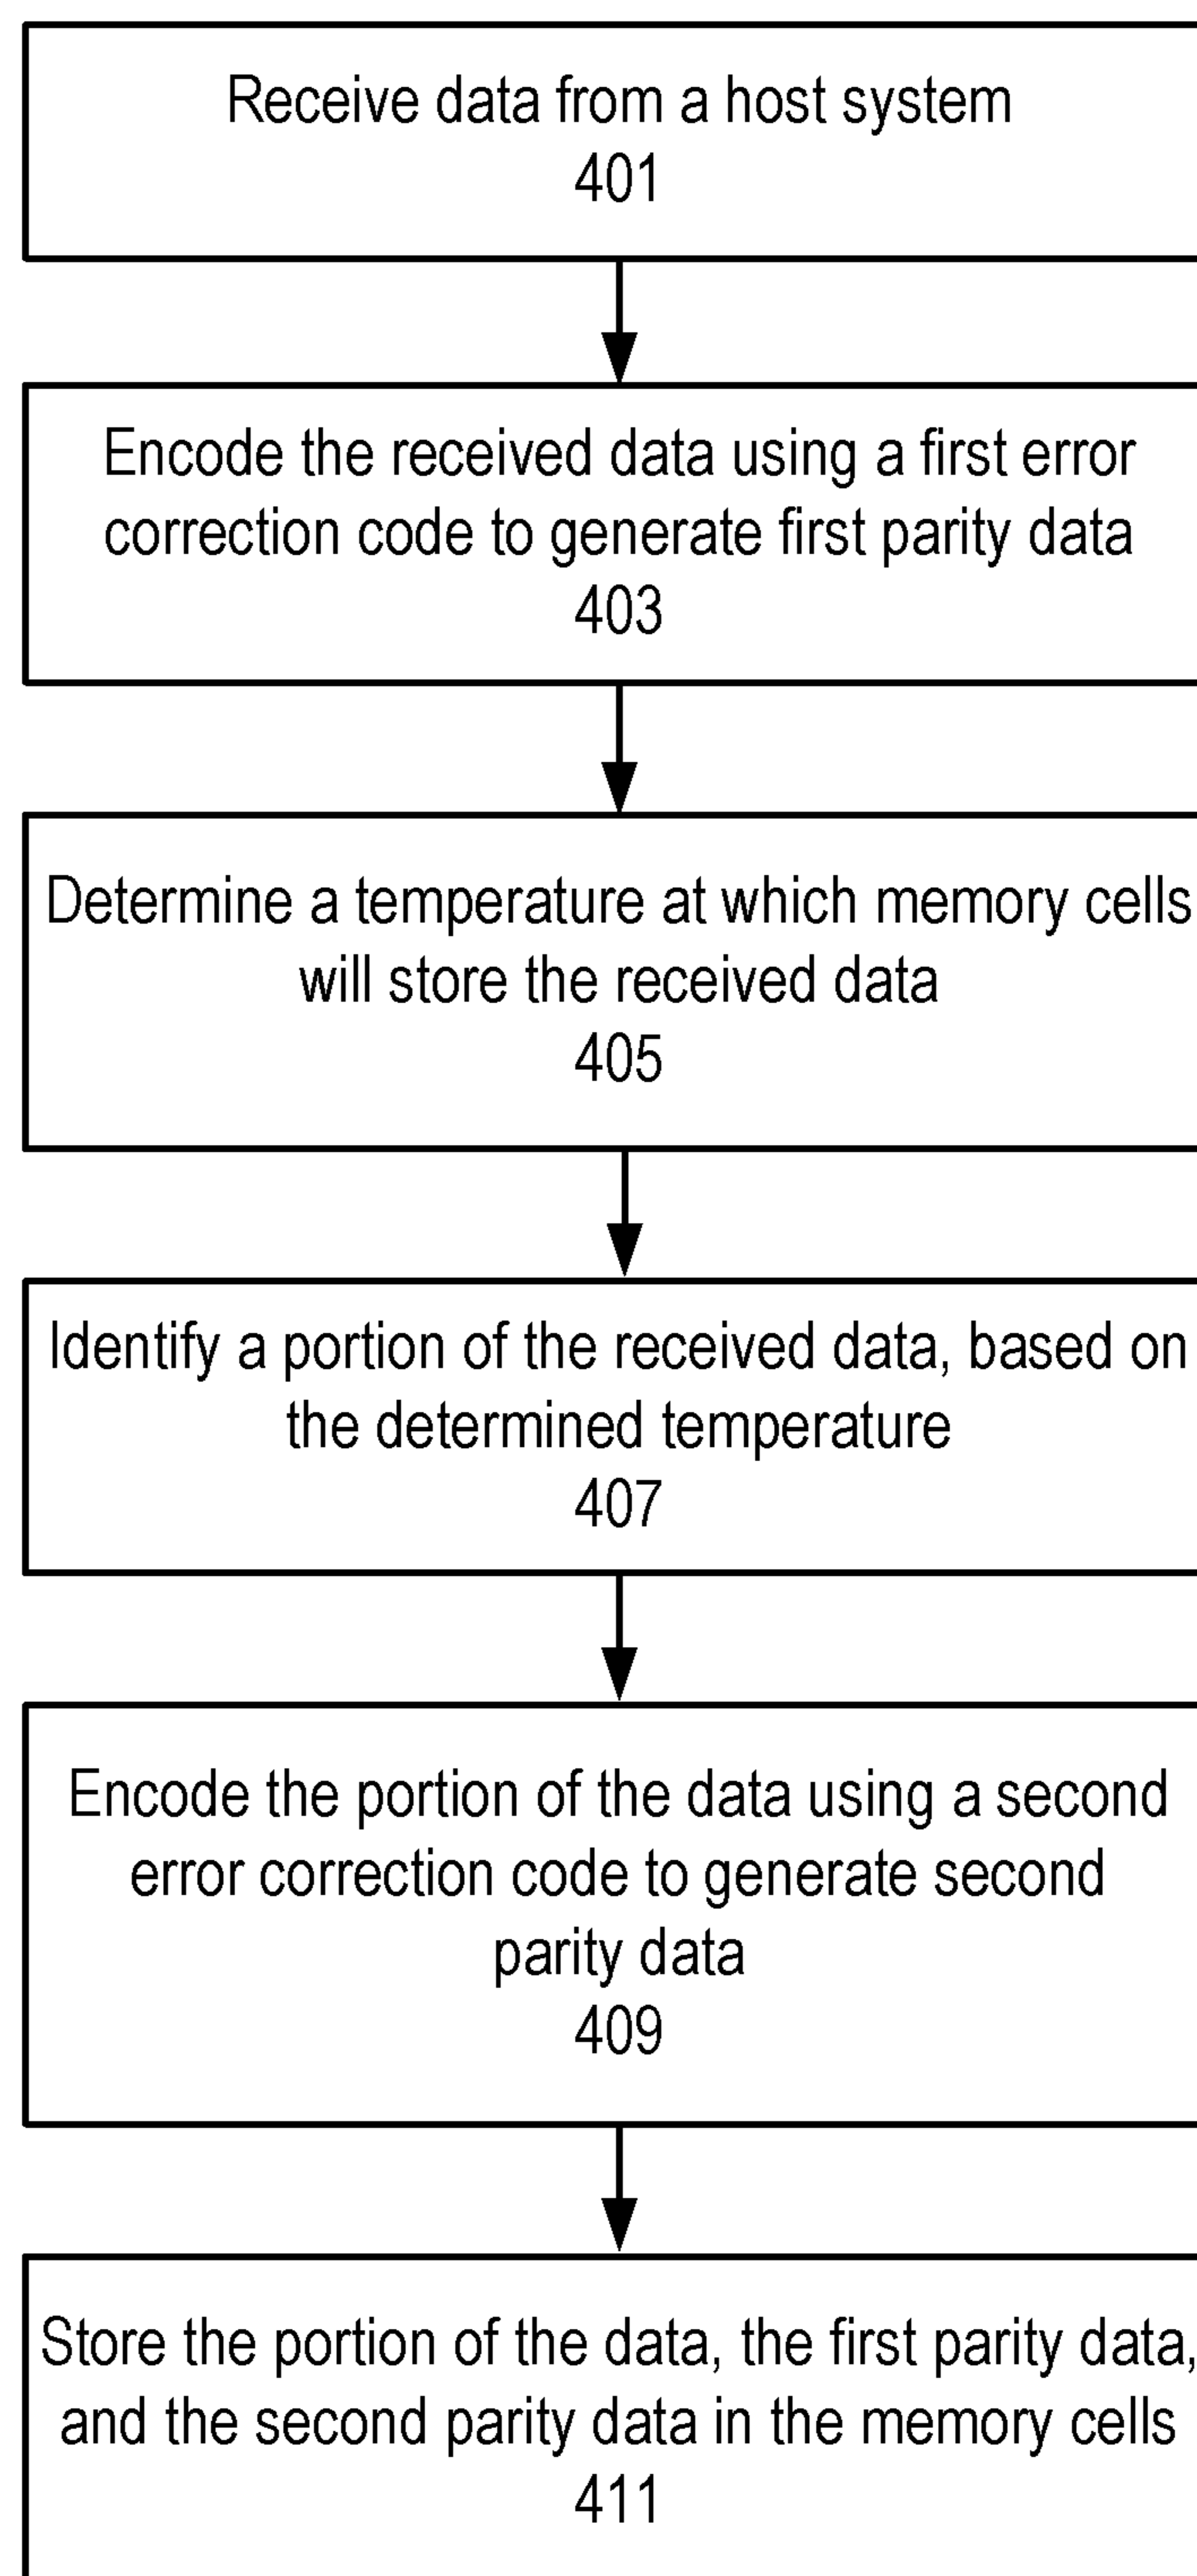 Receive data from a host system
401
Encode the received data using a first error
correction code to generate first parity data
403
Determine a temperature at which memory cells
will store the received data
405
Identify a portion of the received data, based on
the determined temperature
407
Encode the portion of the data using a second
error correction code to generate second
parity data
409
Store the portion of the data, the first parity data,
and the second parity data in the memory cells
411